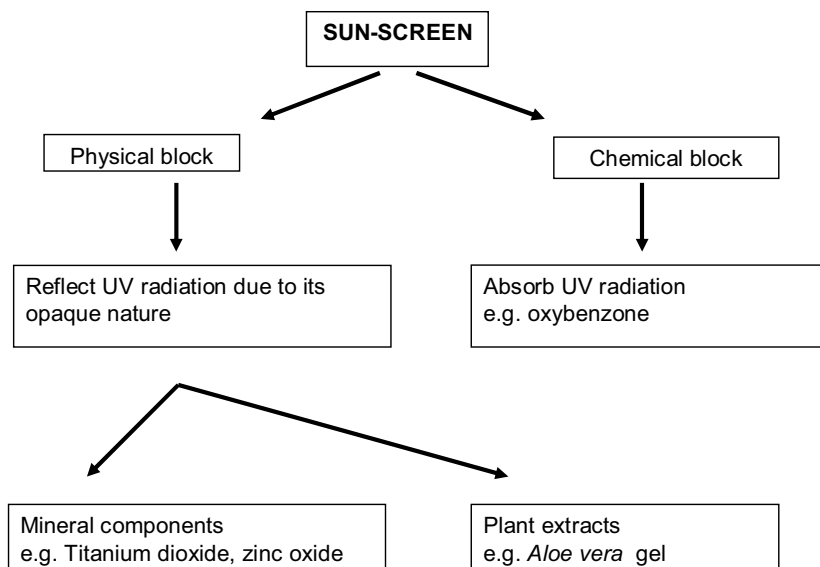 SUN-SCREEN
Physical block
Chemical block
Reflect UV radiation due to its
opaque nature
Absorb UV radiation
e.g. oxybenzone
Mineral components
e.g. Titanium dioxide, zinc oxide
Plant extracts
e.g. Aloe vera gel